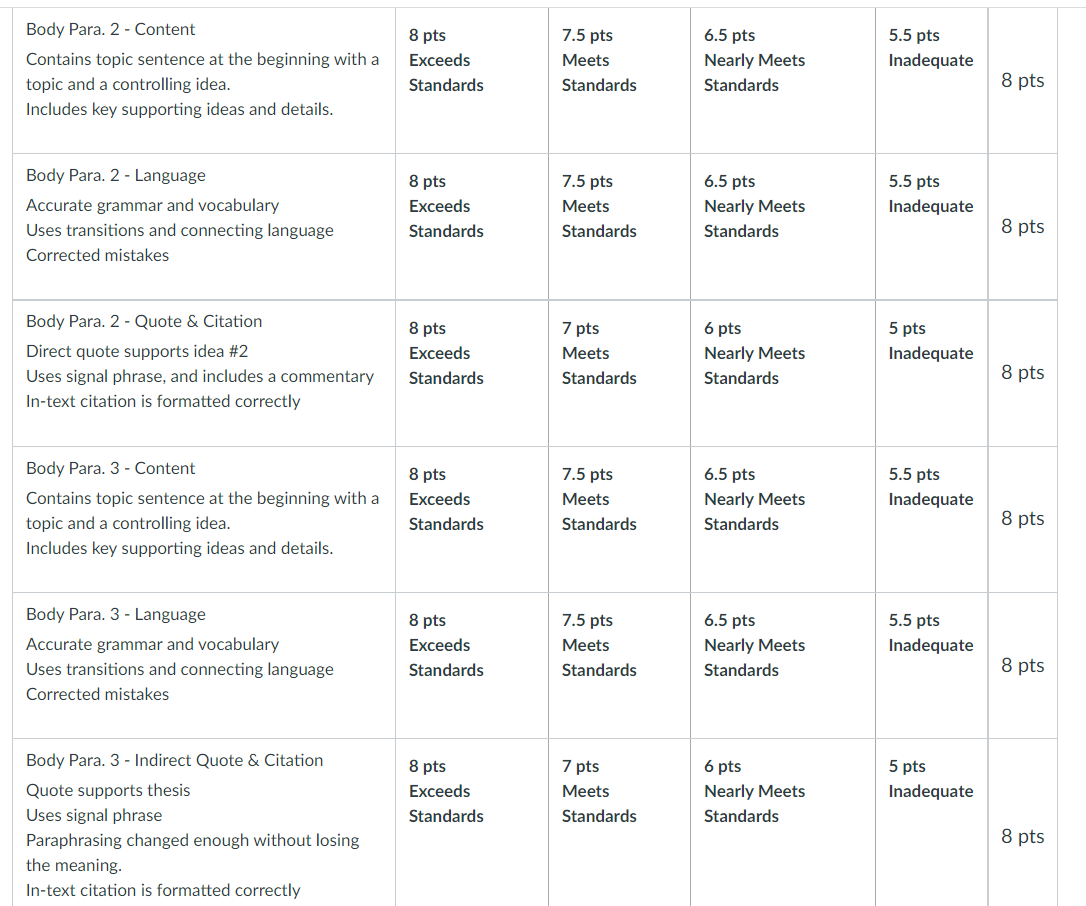 Body Para. 2 - Content
Contains topic sentence at the beginning with a
topic and a controlling idea.
Includes key supporting ideas and details.
8 pts
Exceeds
Standards
7.5 pts
Meets
Standards
6.5 pts
Nearly Meets
Standards
5.5 pts
Inadequate
8 pts
Body Para. 2 - Language
Accurate grammar and vocabulary
Uses transitions and connecting language
Corrected mistakes
8 pts
Exceeds
Standards
7.5 pts
Meets
Standards
6.5 pts
Nearly Meets
Standards
5.5 pts
Inadequate
8 pts
Body Para. 2 - Quote & Citation
Direct quote supports idea #2
Uses signal phrase, and includes a commentary
In-text citation is formatted correctly
8 pts
Exceeds
Standards
7 pts
Meets
Standards
6 pts
Nearly Meets
Standards
5 pts
Inadequate
8 pts
Body Para. 3 - Content
Contains topic sentence at the beginning with a
topic and a controlling idea.
Includes key supporting ideas and details.
8 pts
Exceeds
Standards
7.5 pts
Meets
Standards
6.5 pts
Nearly Meets
Standards
5.5 pts
Inadequate
8 pts
Body Para. 3 - Language
Accurate grammar and vocabulary
Uses transitions and connecting language
Corrected mistakes
8 pts
Exceeds
Standards
7.5 pts
Meets
Standards
6.5 pts
Nearly Meets
Standards
5.5 pts
Inadequate
8 pts
Body Para. 3 - Indirect Quote & Citation
Quote supports thesis
Uses signal phrase
Paraphrasing changed enough without losing
the meaning.
In-text citation is formatted correctly
8 pts
Exceeds
Standards
7 pts
Meets
Standards
6 pts
Nearly Meets
Standards
5 pts
Inadequate
8 pts